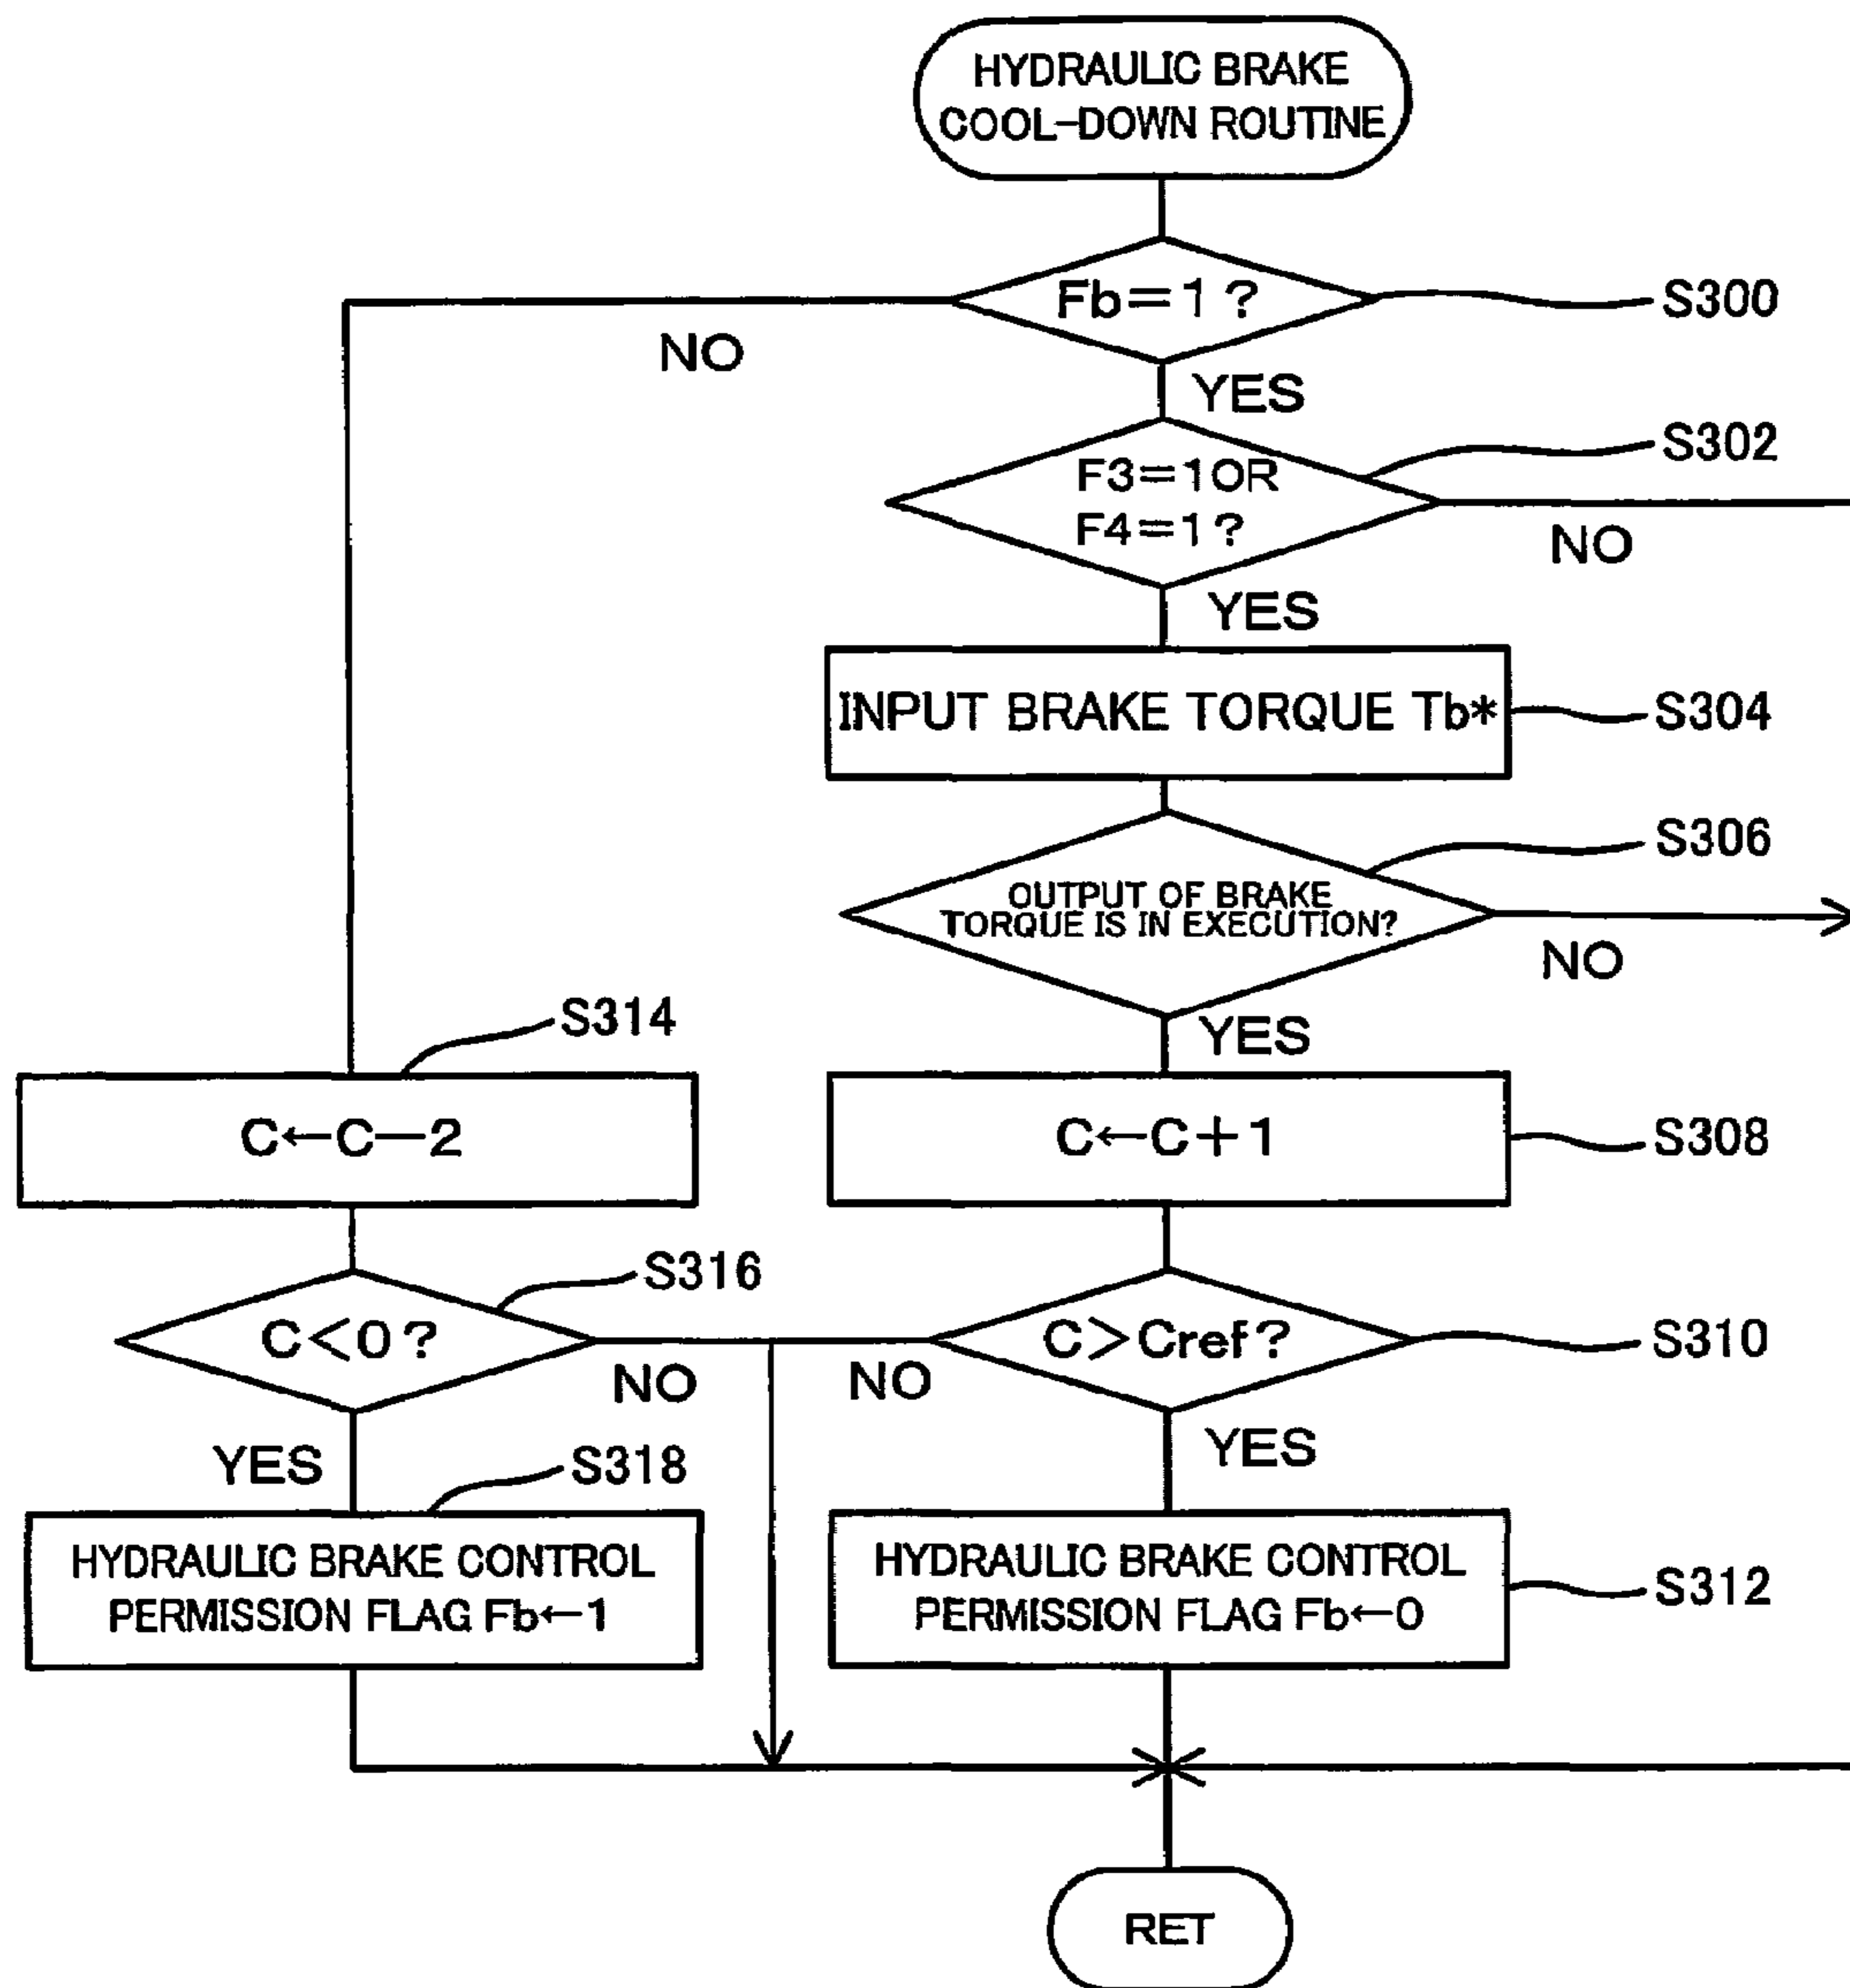 HYDRAULIC BRAKE
COOL-DOWN ROUTINE
Fb=1?
S300
NO
YES
F3=1OR
F4=1?
S302
NO
YES
INPUT BRAKE TORQUE Tb*
S304
OUTPUT OF BRAKE
TORQUE IS IN EXECUTION?
S306
NO
YES
S314
C←C-2
C←C+1
S308
S316
C<0?
NO
C>Cref?
S310
NO
YES
YES
S318
HYDRAULIC BRAKE CONTROL
PERMISSION FLAG Fb←1
HYDRAULIC BRAKE CONTROL
PERMISSION FLAG Fb←0
S312
RET